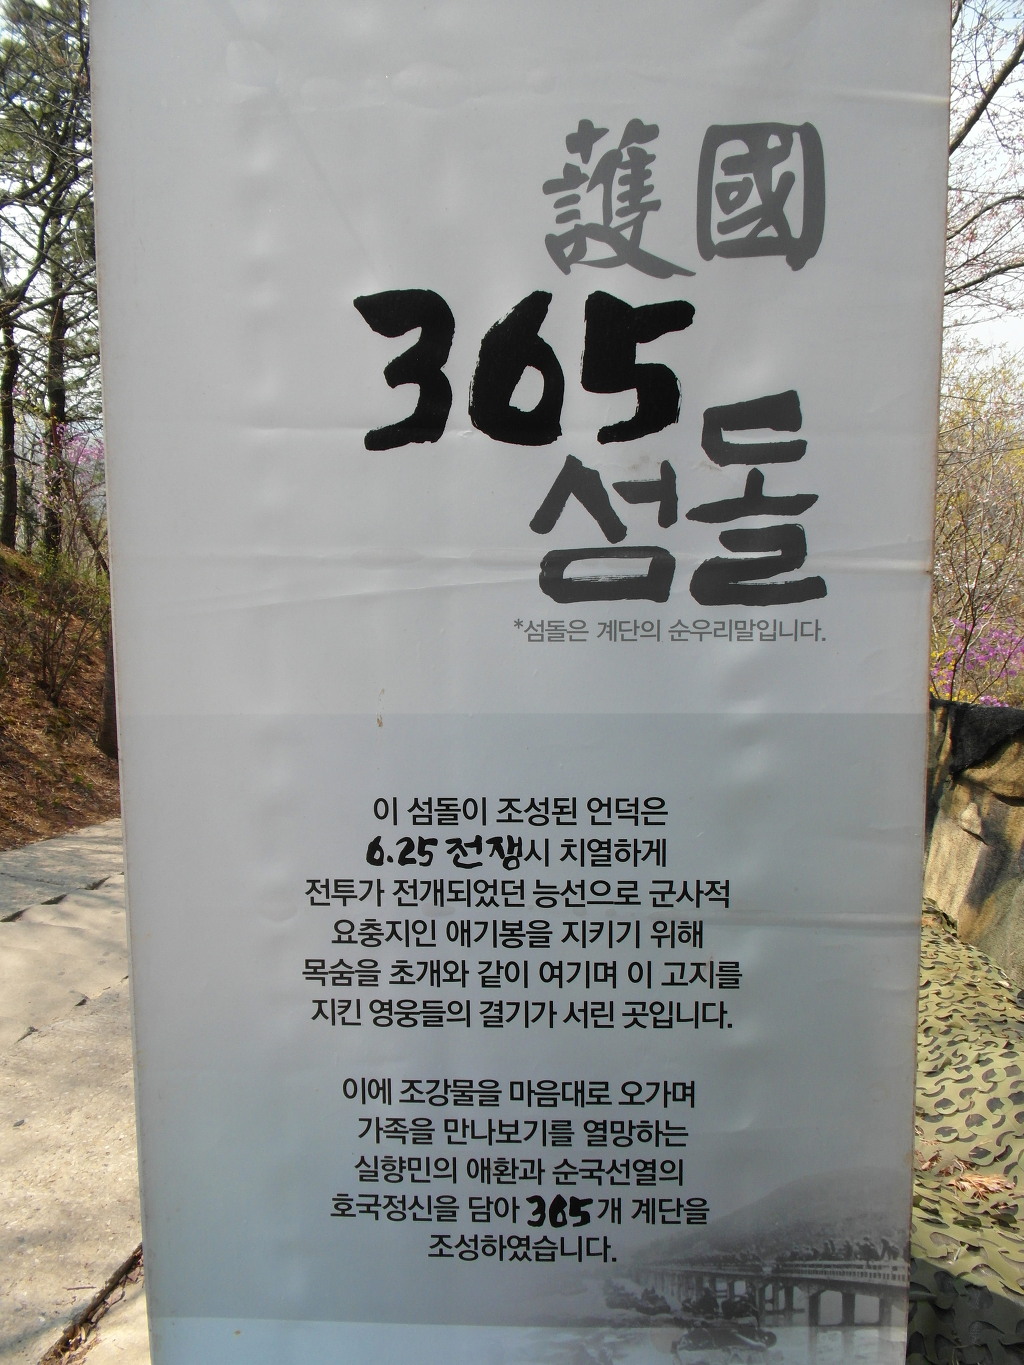 護國
365
섬돌
*섬돌은 계단의 순우리말입니다.
이 섬돌이 조성된 언덕은
6.25 전쟁시 치열하게
전투가 전개되었던 능선으로 군사적
요충지인 애기봉을 지키기 위해
목숨을 초개와 같이 여기며 이 고지를
지킨 영웅들의 결기가 서린 곳입니다.
이에 조강물을 마음대로 오가며
가족을 만나보기를 열망하는
실향민의 애환과 순국선열의
호국정신을 담아 365개 계단을
조성하였습니다.